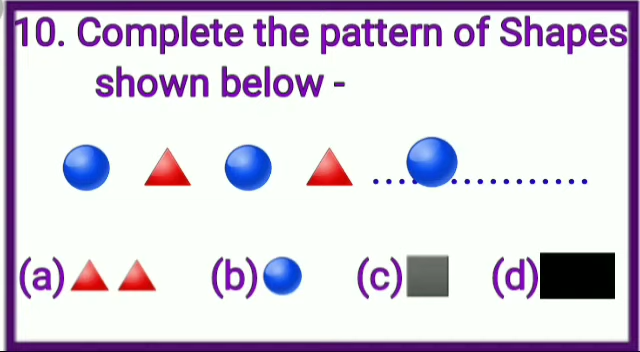 10. Complete the pattern of Shapes
shown below -
....................
(a) (b) (c) (d)